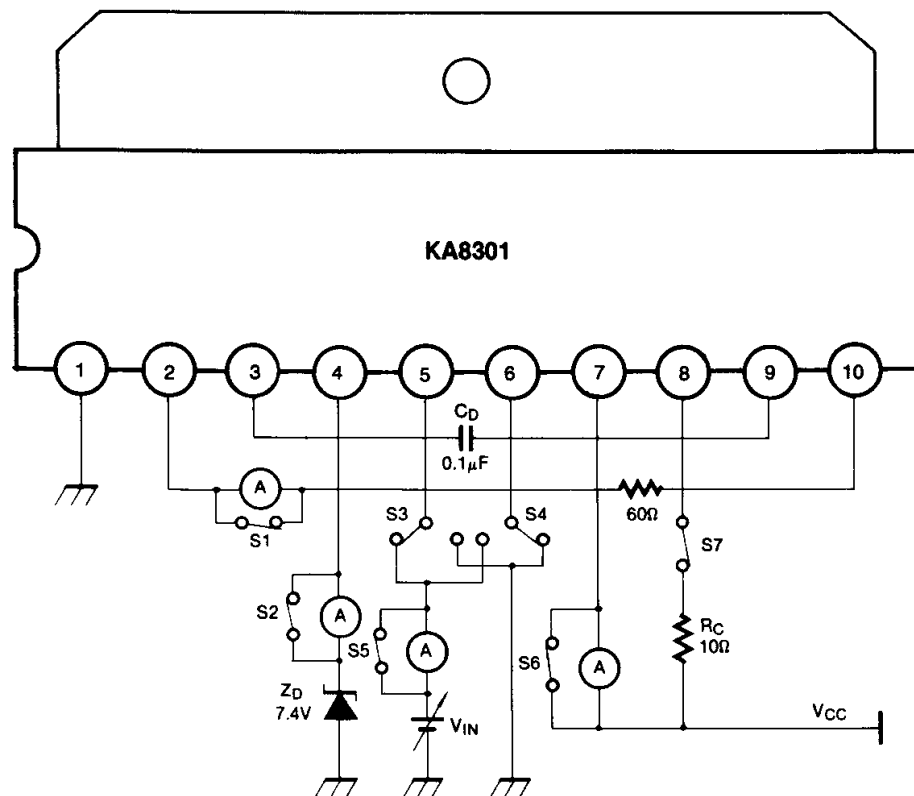 KA8301
1 2 3 4 5 6 7 8 9 10
CD
0.1μF
A
S1
60Ω
S3
S4
S7
S2
A
S5
A
S6
A
RC
10Ω
ZD
7.4V
VIN
VCC